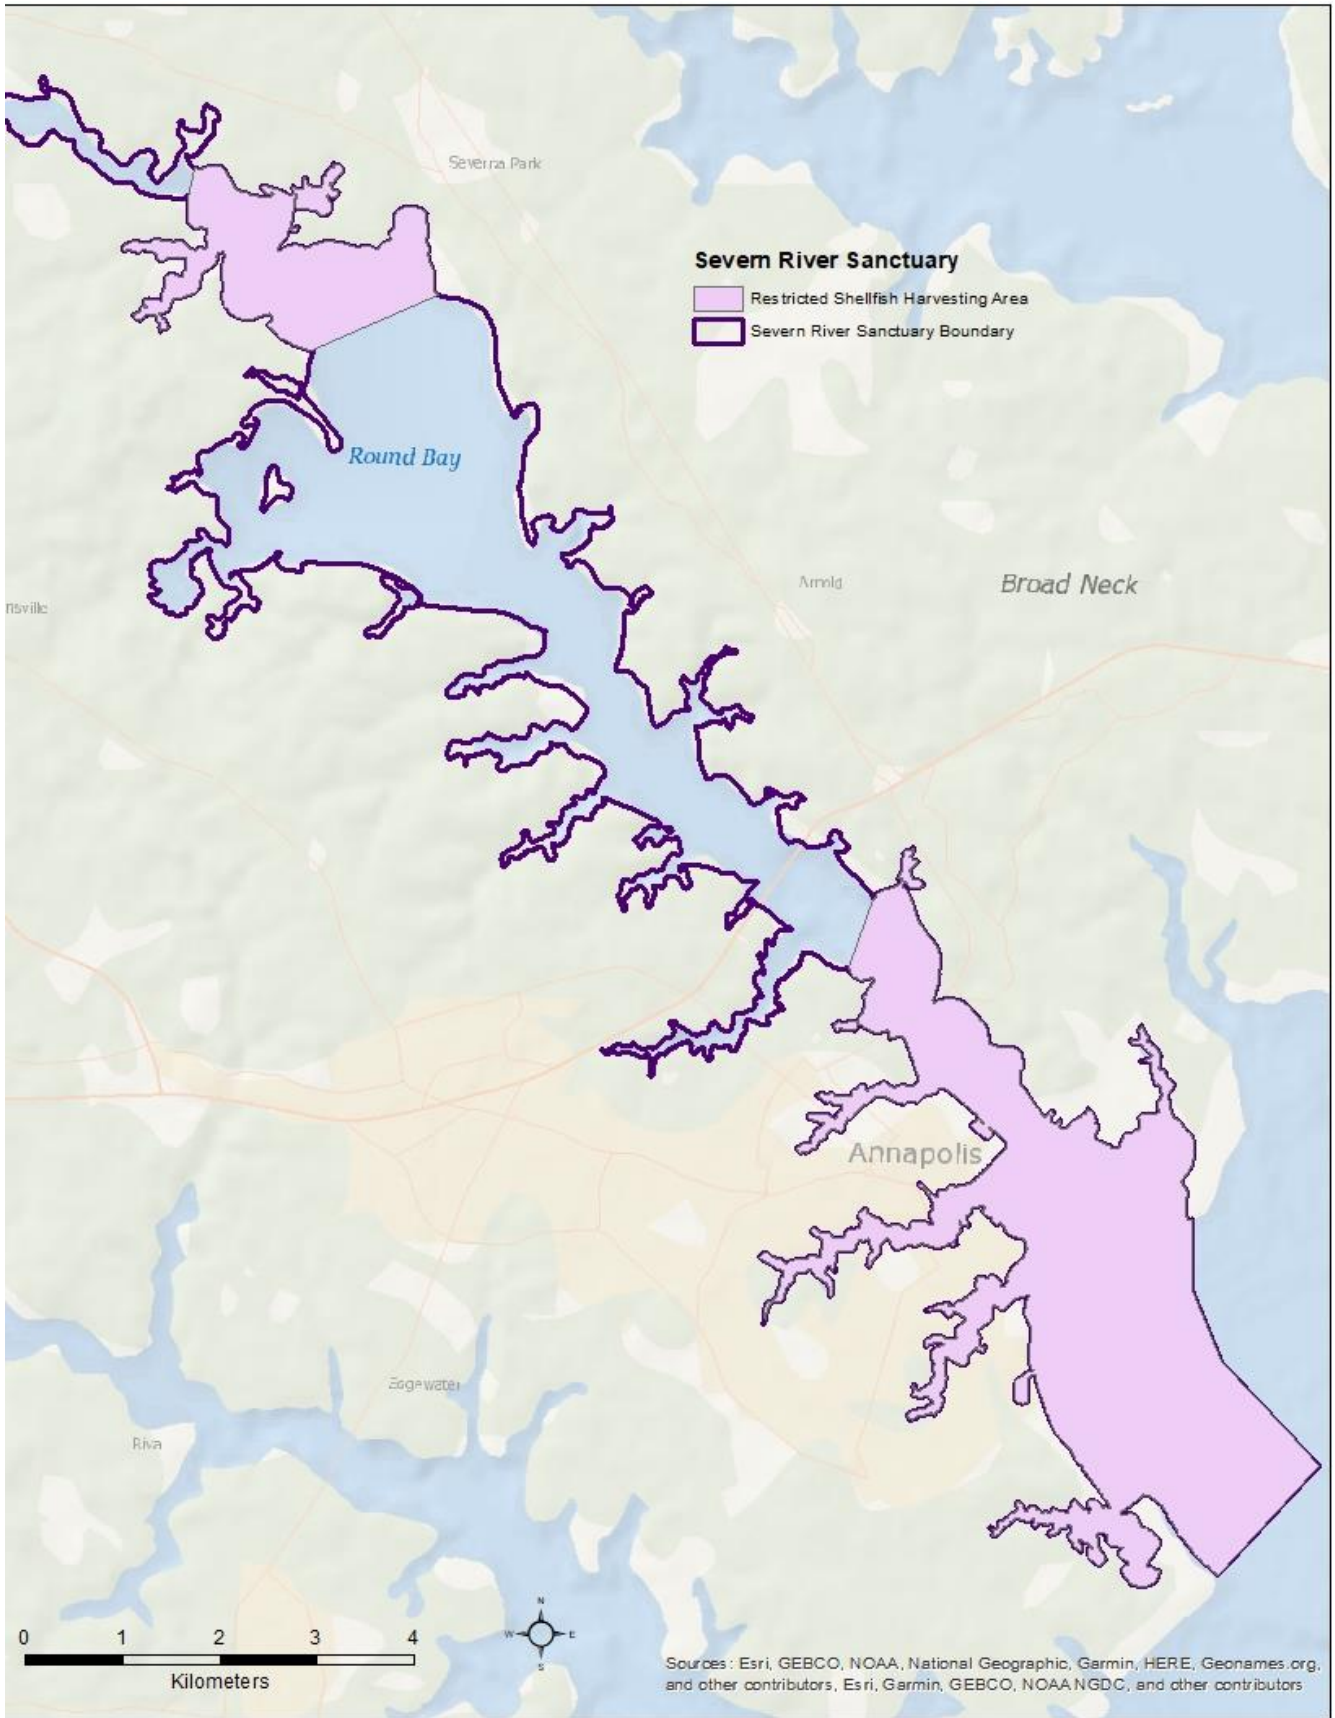 Severna Park
Severn River Sanctuary
Restricted Shellfish Harvesting Area
Severn River Sanctuary Boundary
Round Bay
Arnold
Broad Neck
nsville
Annapolis
Edgewater
Riva
0 1 2 3 4
Kilometers
N
W E
S
Sources: Esri, GEBCO, NOAA, National Geographic, Garmin, HERE, Geonames.org,
and other contributors, Esri, Garmin, GEBCO, NOAA NGDC, and other contributors